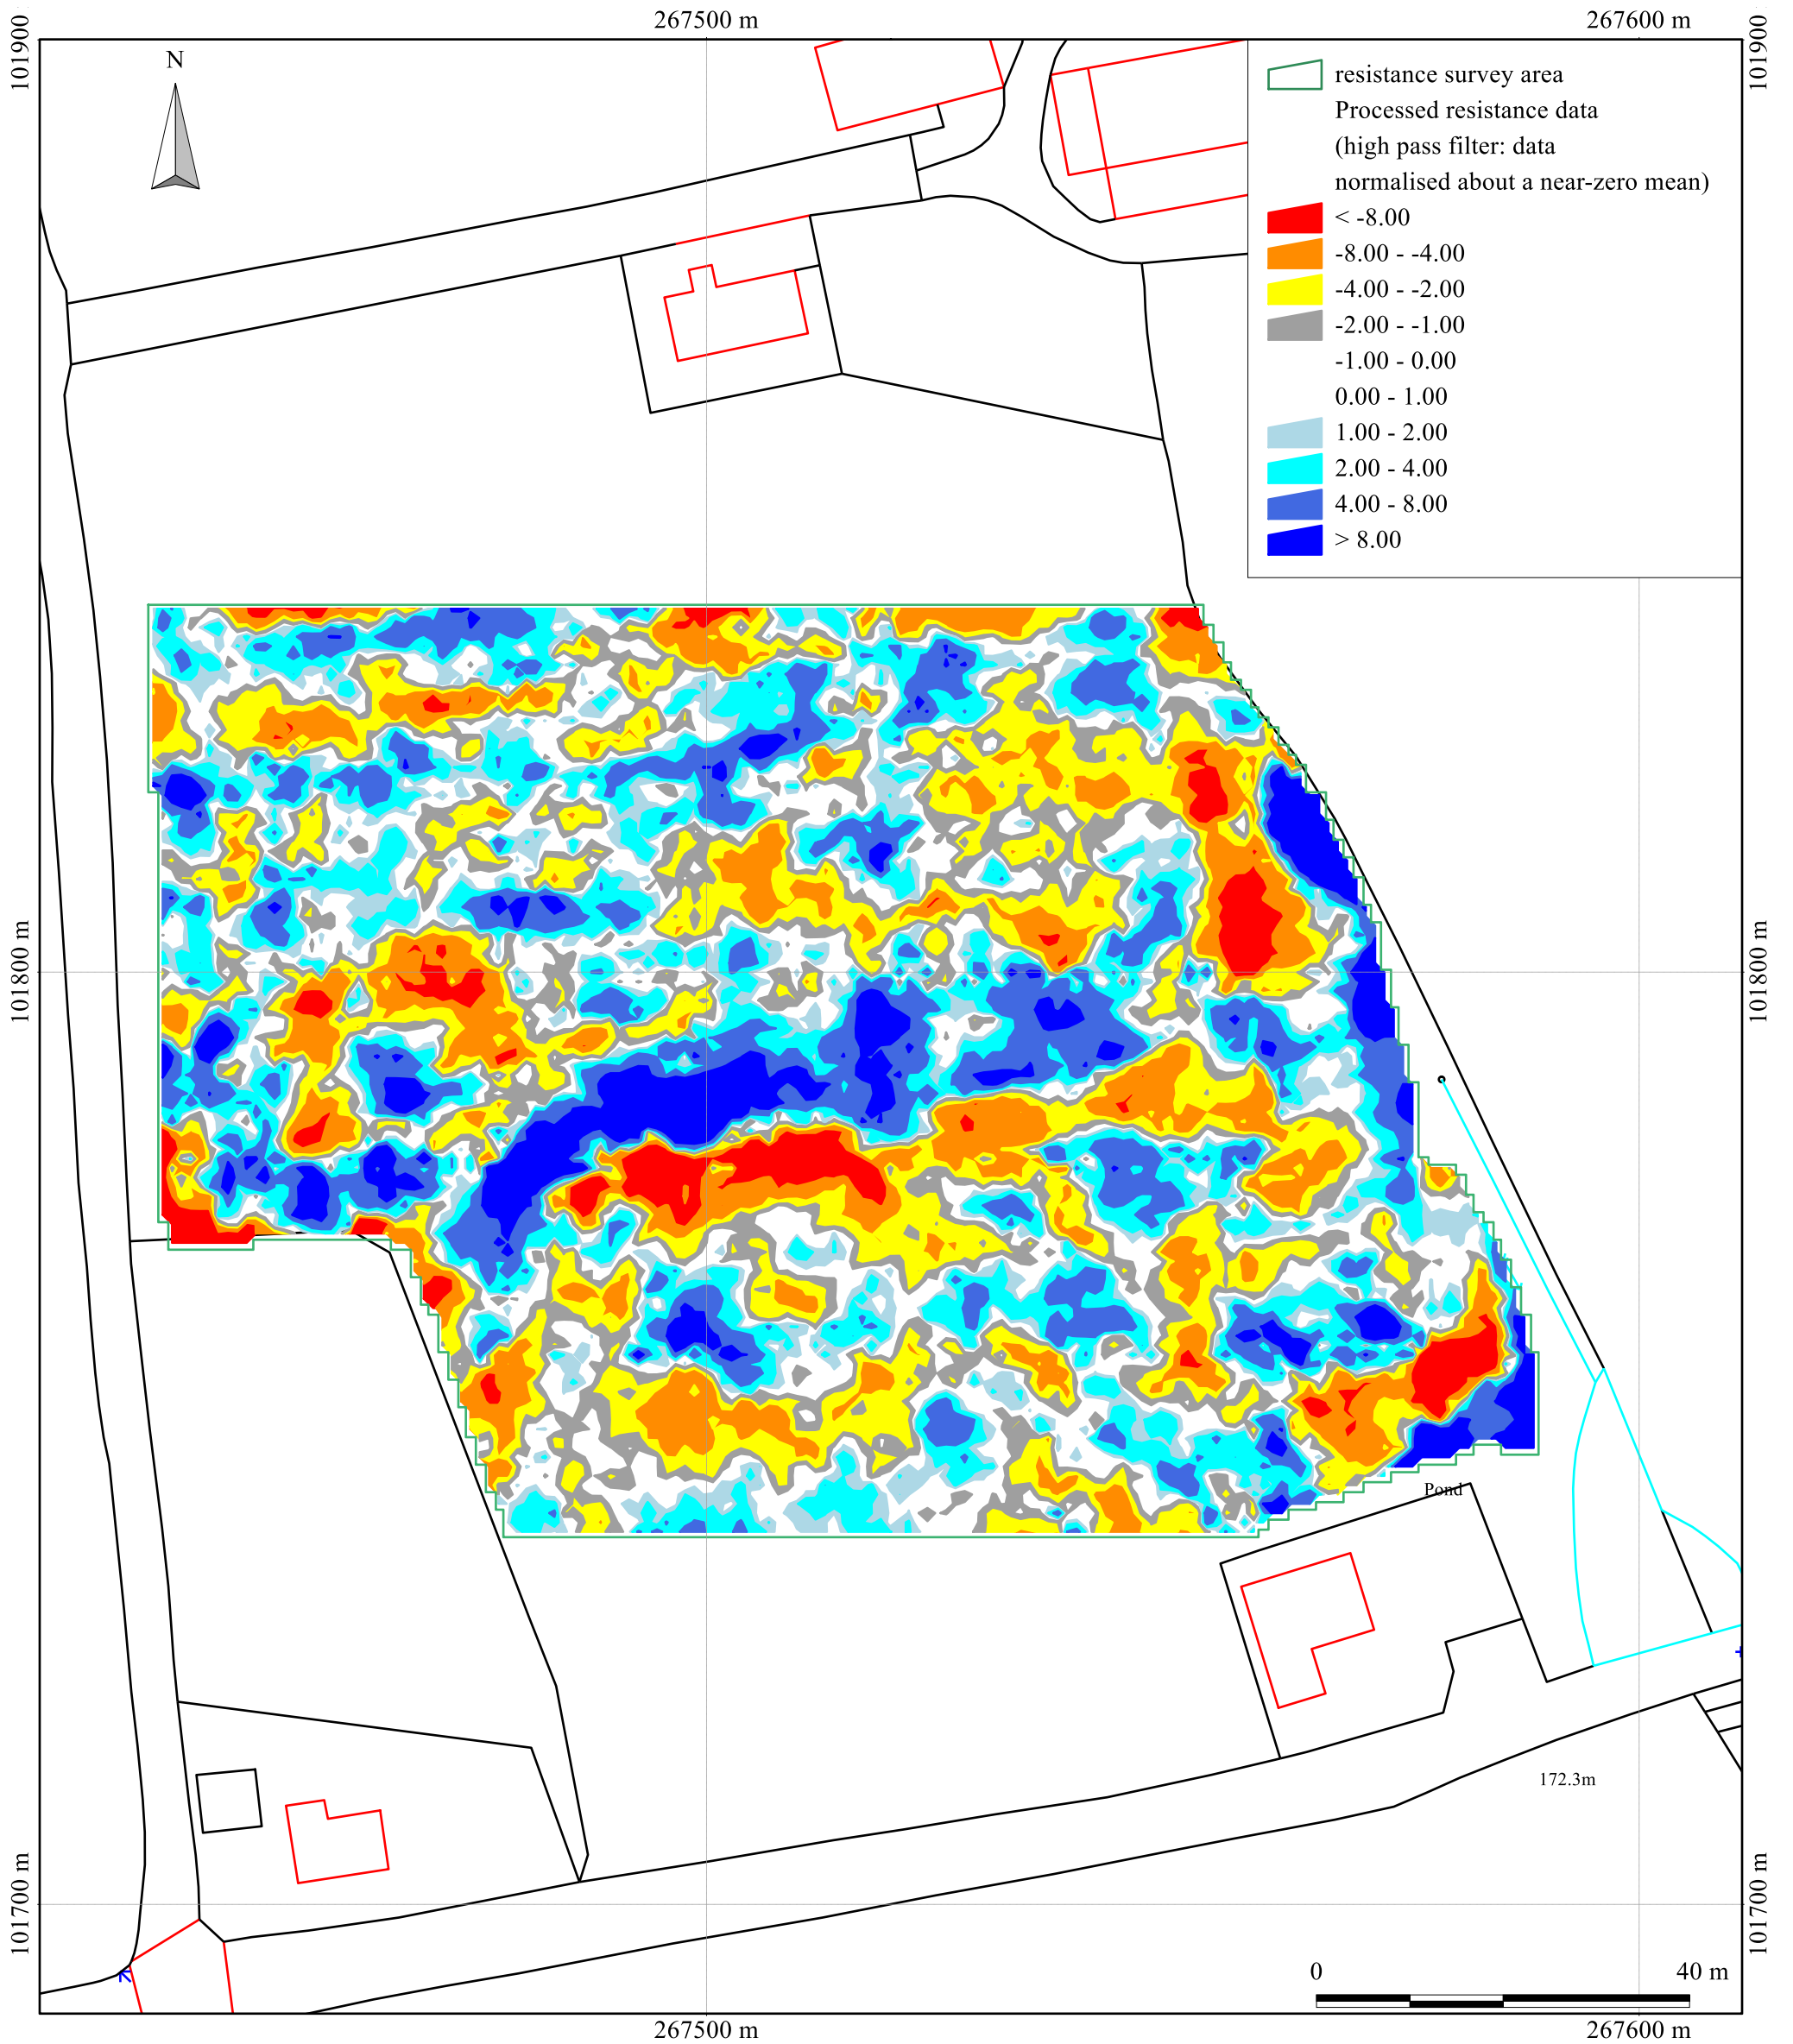 267500 m
267600 m
101900
101900
N
resistance survey area
Processed resistance data
(high pass filter: data
normalised about a near-zero mean)
< -8.00
-8.00 - -4.00
-4.00 - -2.00
-2.00 - -1.00
-1.00 - 0.00
0.00 - 1.00
1.00 - 2.00
2.00 - 4.00
4.00 - 8.00
> 8.00
101800 m
101800 m
Pond
172.3m
101700 m
101700 m
0
40 m
267500 m
267600 m